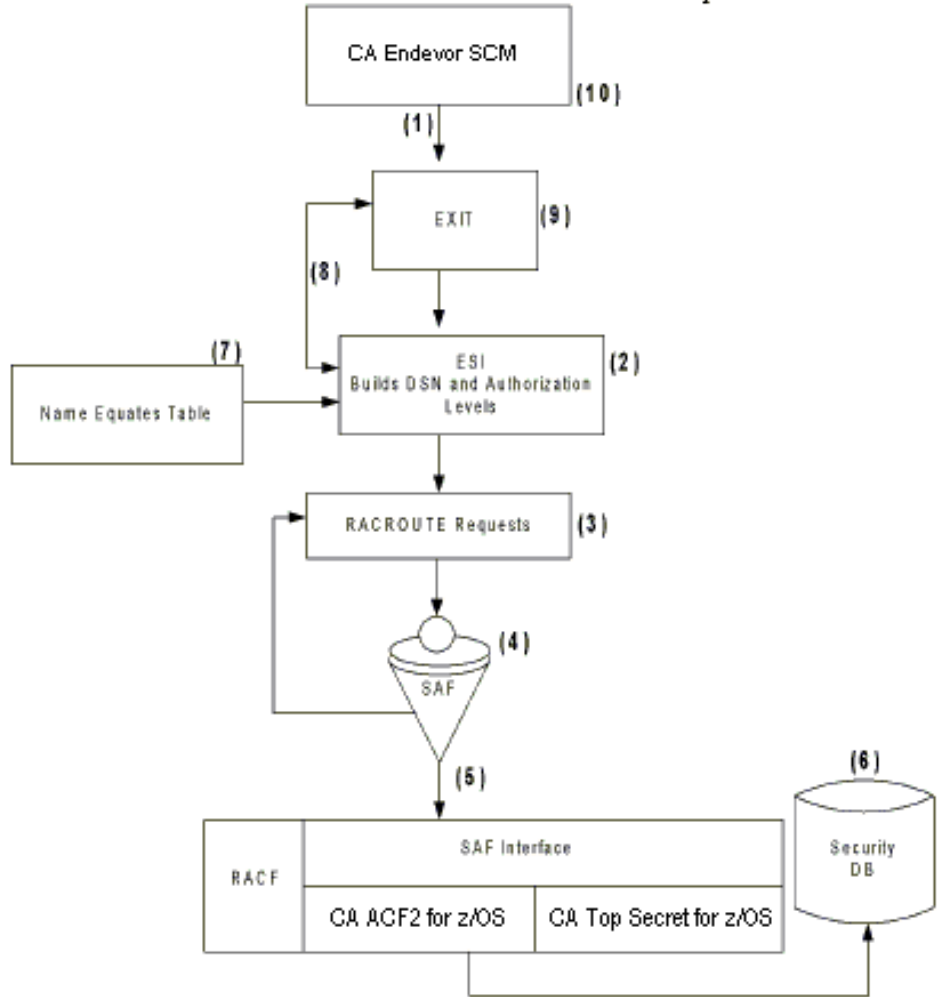 CA Endevor SCM
(10)
(1)
EXIT
(9)
(8)
ESI
Builds DSN and Authorization
Levels
(2)
(7)
Name Equates Table
RACROUTE Requests
(3)
(4)
SAF
(5)
(6)
RACF
SAF Interface
Security
DB
CA ACF2 for z/OS
CA Top Secret for z/OS